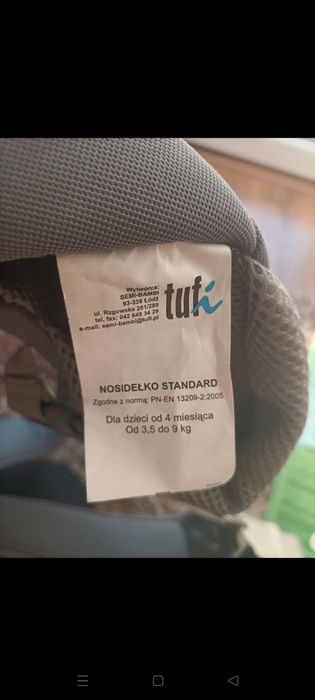 Wytwórca:
SEMI-BAMBI
93-338 Łódź
ul. Rzgowska 281/289
tel, fax: 042 645 34 29
e-mail: semi-bambi@tufi.pl
tufi
NOSIDEŁKO STANDARD
Zgodne z normą: PN-EN 13209-2:2005
Dla dzieci od 4 miesiąca
Od 3,5 do 9 kg